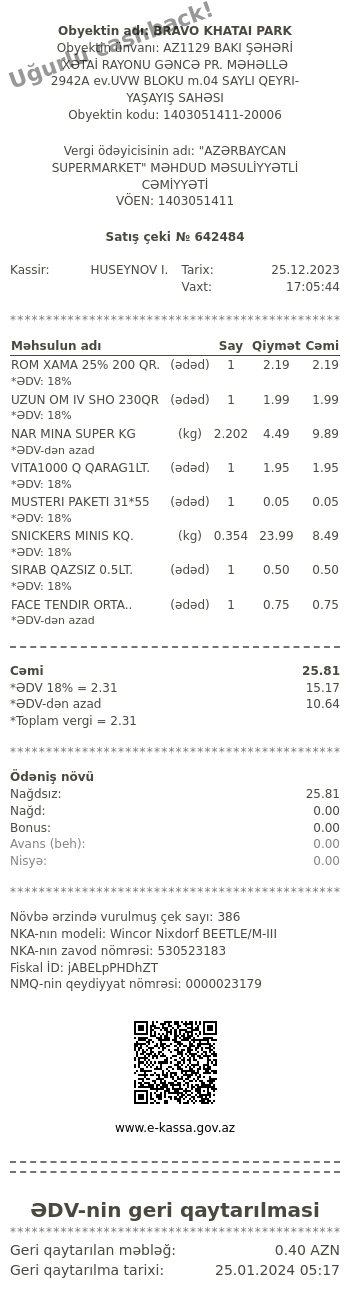 Uğurlu cashback!
Obyektin adı: BRAVO KHATAI PARK
Obyektin ünvanı: AZ1129 BAKI ŞƏHƏRİ
XƏTAİ RAYONU GƏNCƏ PR. MƏHƏLLƏ
2942A ev.UVW BLOKU m.04 SAYLI QEYRI-
YAŞAYIŞ SAHƏSI
Obyektin kodu: 1403051411-20006
Vergi ödəyicisinin adı: "AZƏRBAYCAN
SUPERMARKET" MƏHDUD MƏSULİYYƏTLİ
CƏMİYYƏTİ
VÖEN: 1403051411
Satış çeki № 642484
Kassir: HUSEYNOV I. Tarix: 25.12.2023
Vaxt: 17:05:44
********************************************
Məhsulun adı Say Qiymət Cəmi
ROM XAMA 25% 200 QR. (ədəd) 1 2.19 2.19
*ƏDV: 18%
UZUN OM IV SHO 230QR (ədəd) 1 1.99 1.99
*ƏDV: 18%
NAR MINA SUPER KG (kg) 2.202 4.49 9.89
*ƏDV-dən azad
VITA1000 Q QARAG1LT. (ədəd) 1 1.95 1.95
*ƏDV: 18%
MUSTERI PAKETI 31*55 (ədəd) 1 0.05 0.05
*ƏDV: 18%
SNICKERS MINIS KQ. (kg) 0.354 23.99 8.49
*ƏDV: 18%
SIRAB QAZSIZ 0.5LT. (ədəd) 1 0.50 0.50
*ƏDV: 18%
FACE TENDIR ORTA.. (ədəd) 1 0.75 0.75
*ƏDV-dən azad
Cəmi 25.81
*ƏDV 18% = 2.31 15.17
*ƏDV-dən azad 10.64
*Toplam vergi = 2.31
********************************************
Ödəniş növü
Nağdsız: 25.81
Nağd: 0.00
Bonus: 0.00
Avans (beh): 0.00
Nisyə: 0.00
********************************************
Növbə ərzində vurulmuş çek sayı: 386
NKA-nın modeli: Wincor Nixdorf BEETLE/M-III
NKA-nın zavod nömrəsi: 530523183
Fiskal İD: jABELpPHDhZT
NMQ-nin qeydiyyat nömrəsi: 0000023179
www.e-kassa.gov.az
ƏDV-nin geri qaytarılması
********************************************
Geri qaytarılan məbləğ: 0.40 AZN
Geri qaytarılma tarixi: 25.01.2024 05:17